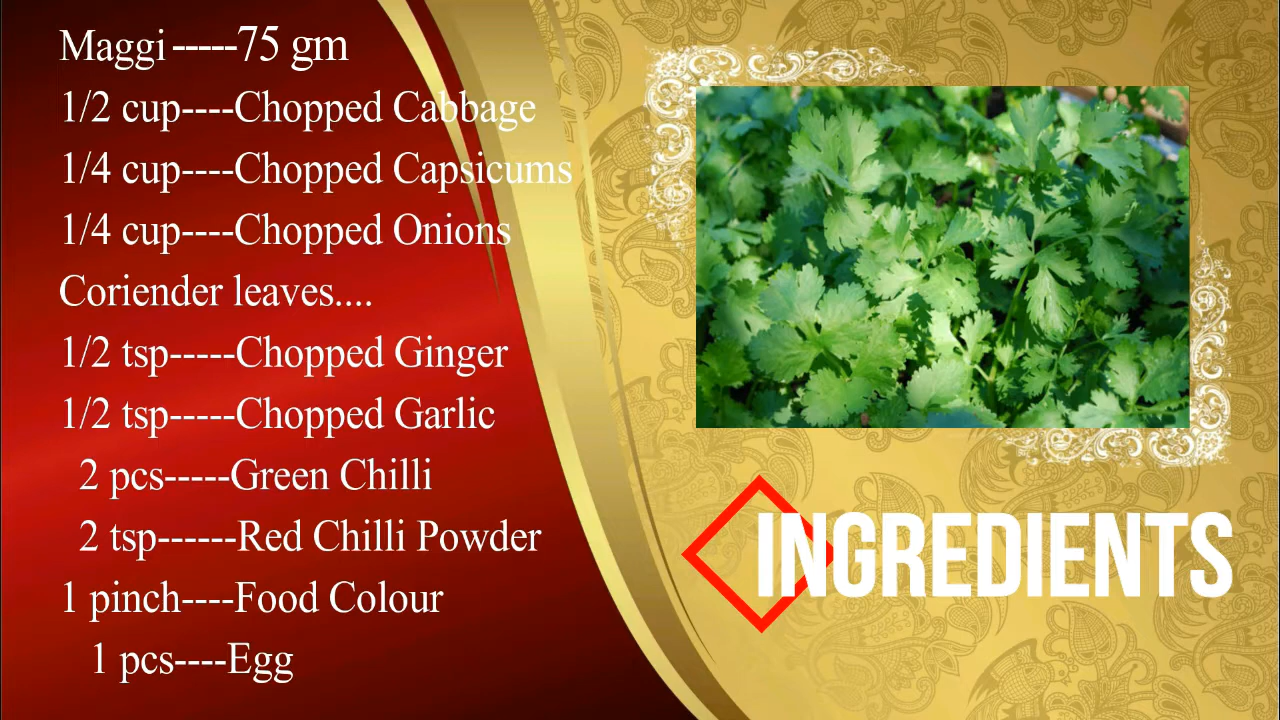 Maggi-----75 gm
1/2 cup----Chopped Cabbage
1/4 cup----Chopped Capsicums
1/4 cup----Chopped Onions
Coriender leaves....
1/2 tsp-----Chopped Ginger
1/2 tsp-----Chopped Garlic
2 pcs-----Green Chilli
2 tsp------Red Chilli Powder
1 pinch----Food Colour
1 pcs----Egg
INGREDIENTS